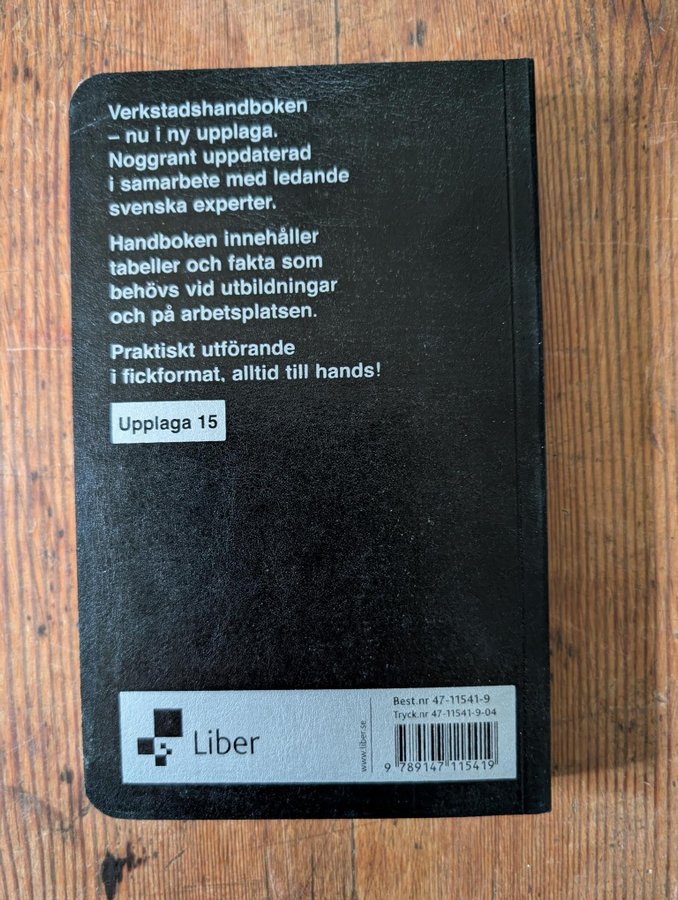 Verkstadshandboken
– nu i ny upplaga.
Noggrant uppdaterad
i samarbete med ledande
svenska experter.
Handboken innehåller
tabeller och fakta som
behövs vid utbildningar
och på arbetsplatsen.
Praktiskt utförande
i fickformat, alltid till hands!
Upplaga 15
Liber
www.liber.se
Best.nr 47-11541-9
Tryck.nr 47-11541-9-04
9 789147 115419